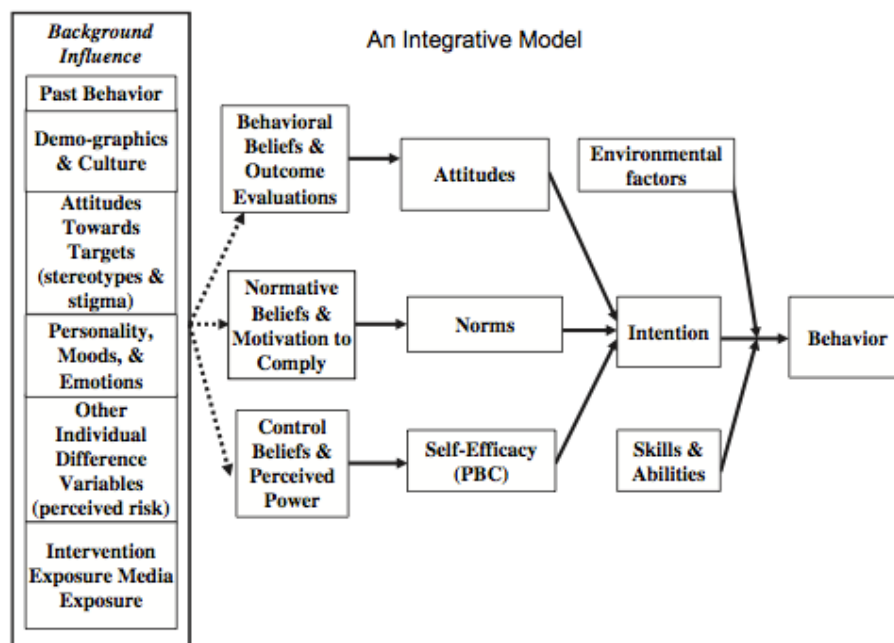 An Integrative Model
Background
Influence
Past Behavior
Demo-graphics
& Culture
Attitudes
Towards
Targets
(stereotypes &
stigma)
Personality,
Moods, &
Emotions
Other
Individual
Difference
Variables
(perceived risk)
Intervention
Exposure Media
Exposure
Behavioral
Beliefs &
Outcome
Evaluations
Attitudes
Environmental
factors
Normative
Beliefs &
Motivation to
Comply
Norms
Intention
Behavior
Control
Beliefs &
Perceived
Power
Self-Efficacy
(PBC)
Skills &
Abilities